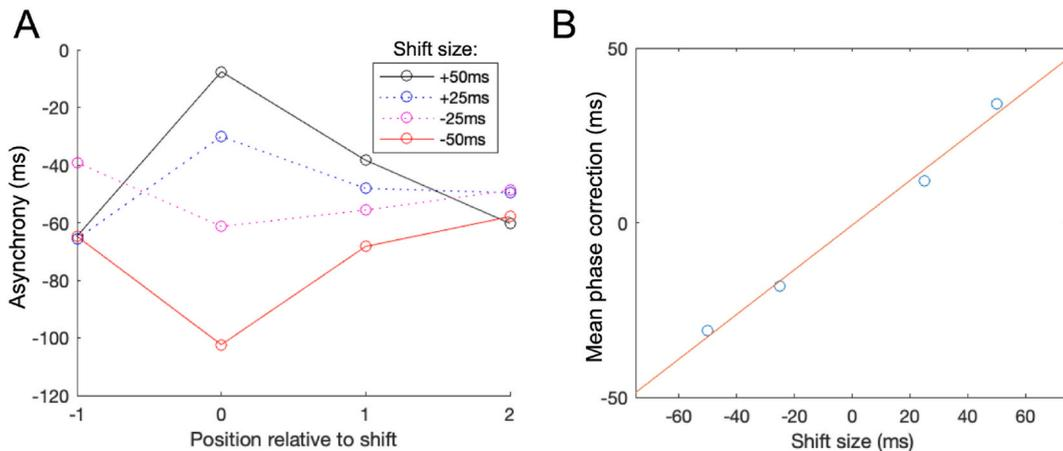 A
Shift size:
+50ms
+25ms
-25ms
-50ms
0
-20
-40
-60
-80
-100
-120
Asynchrony (ms)
-1
0
1
2
Position relative to shift
B
50
0
-50
Mean phase correction (ms)
-60
-40
-20
0
20
40
60
Shift size (ms)